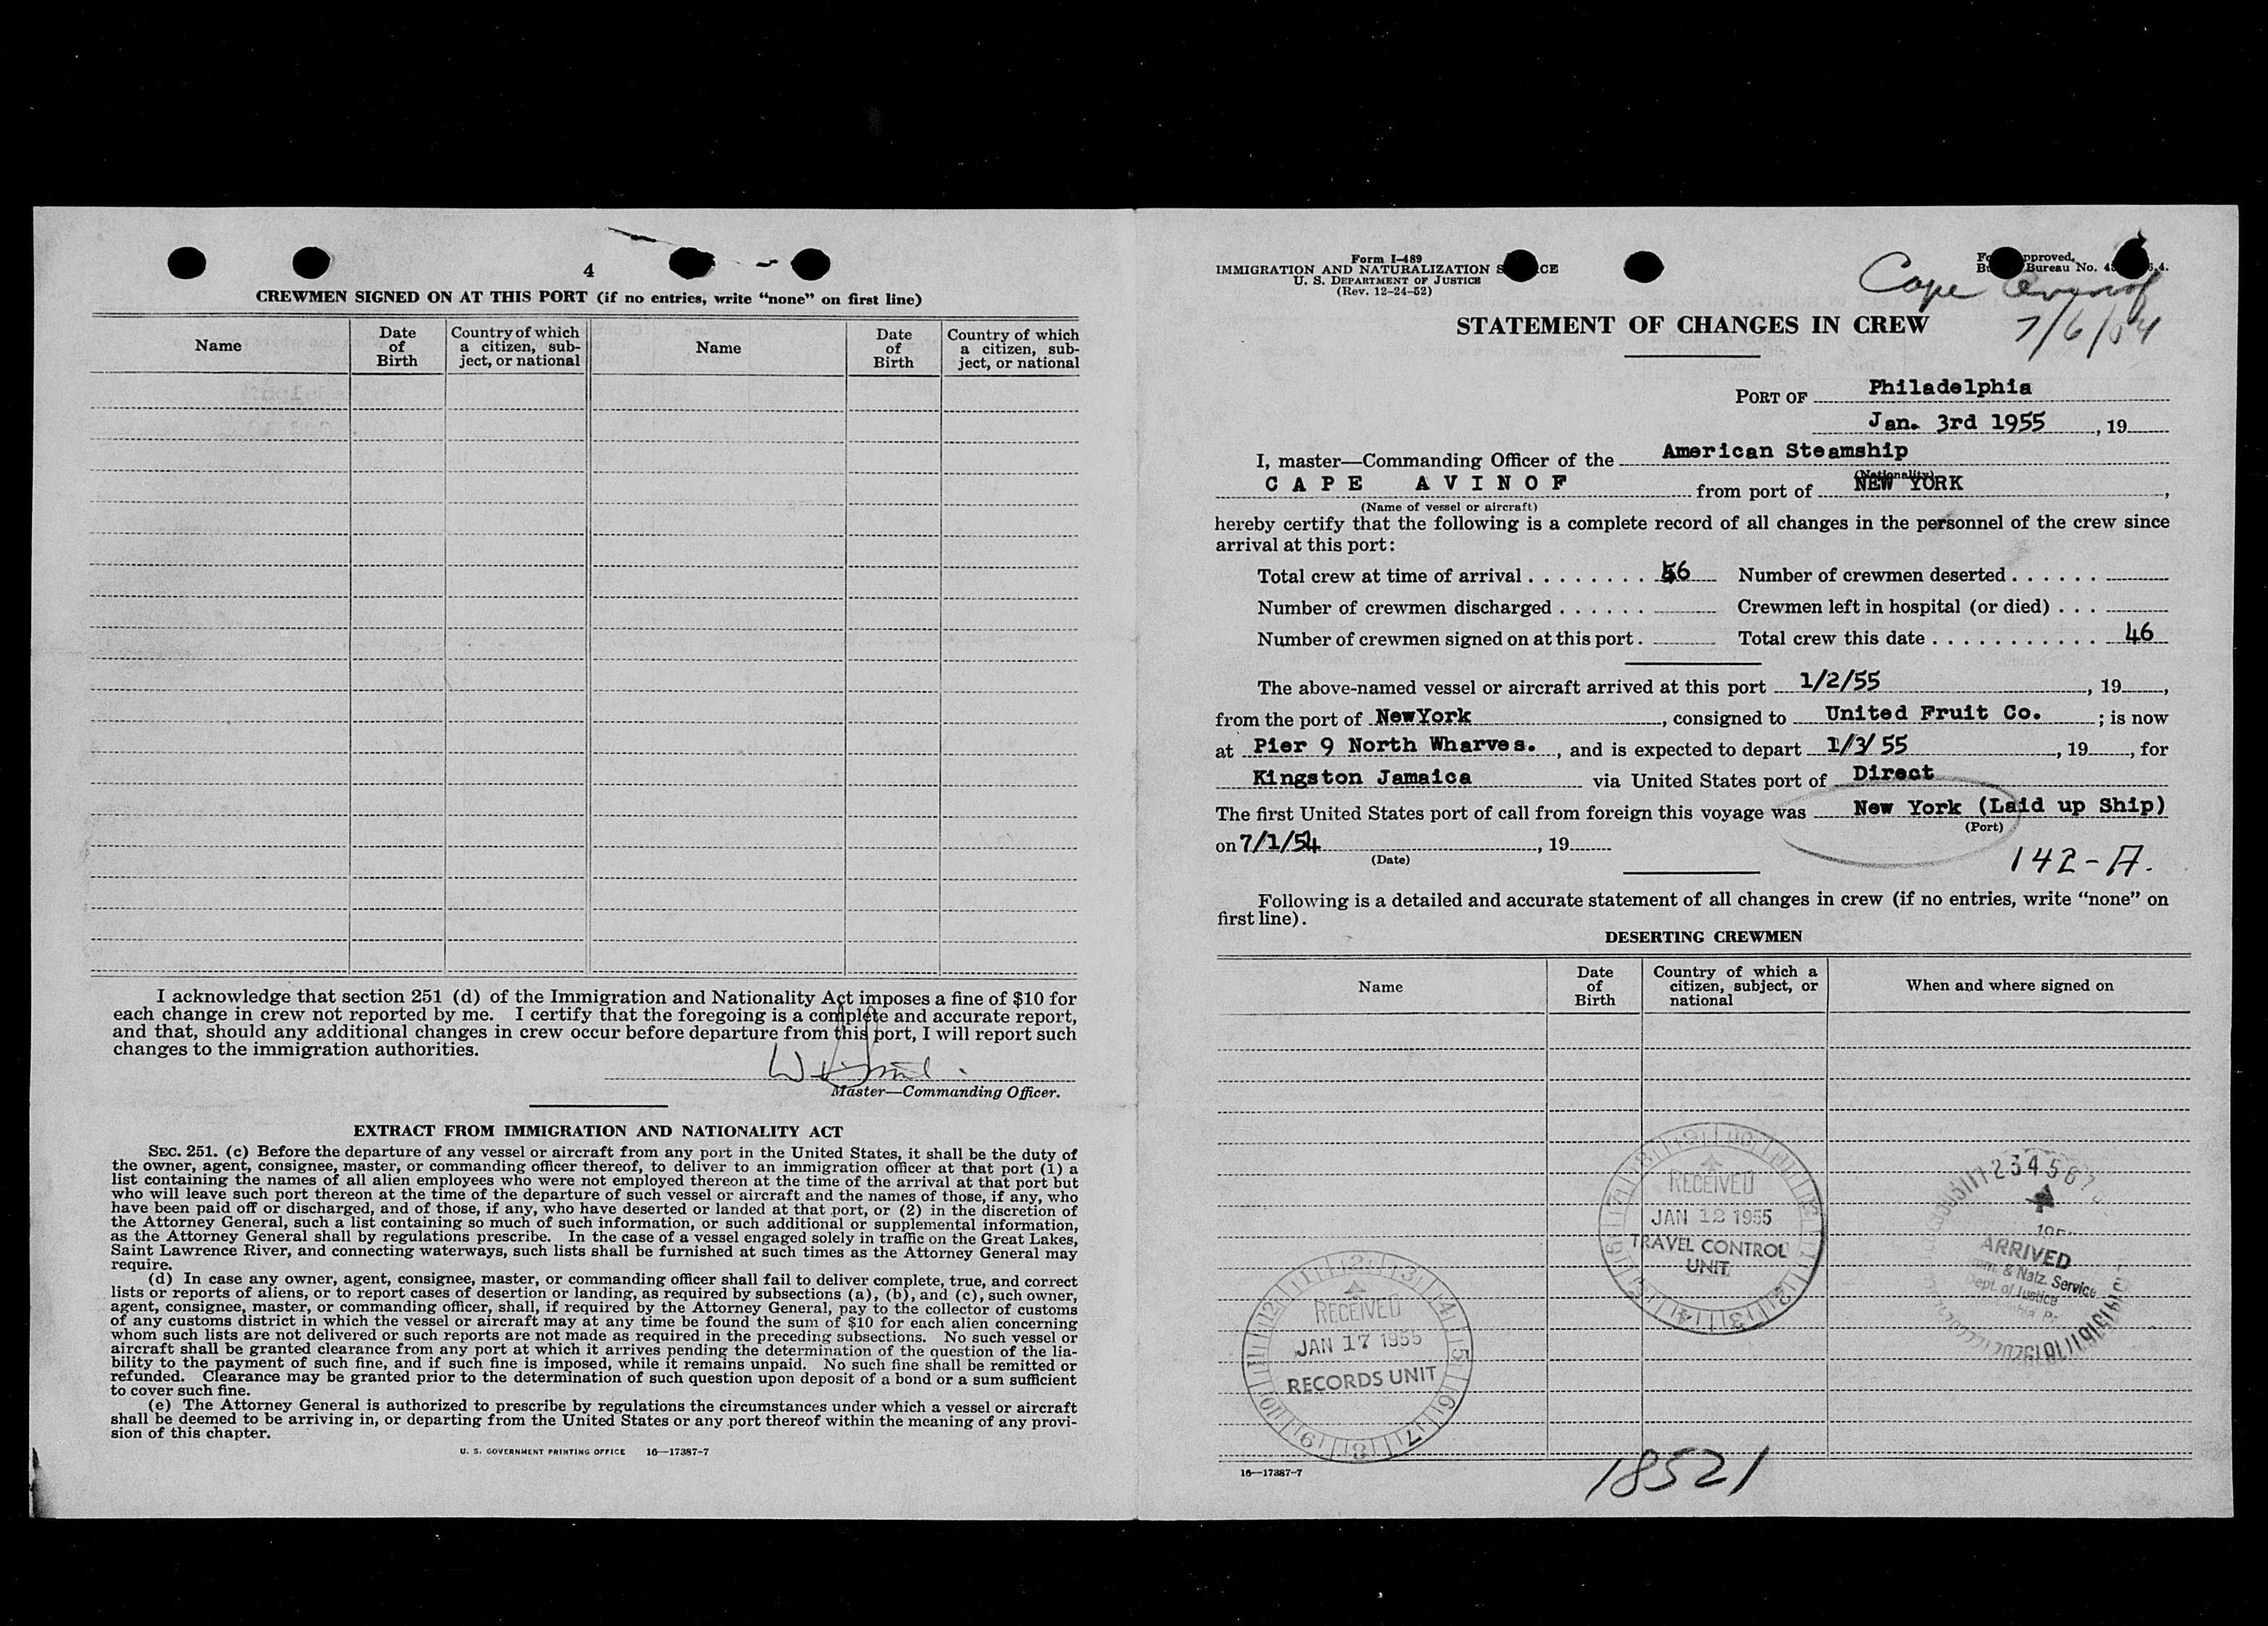 4
CREWMEN SIGNED ON AT THIS PORT (if no entries, write “none” on first line)
Name
Date of Birth
Country of which a citizen, sub-ject, or national
Name
Date of Birth
Country of which a citizen, sub-ject, or national
I acknowledge that section 251 (d) of the Immigration and Nationality Act imposes a fine of $10 for
each change in crew not reported by me. I certify that the foregoing is a complete and accurate report,
and that, should any additional changes in crew occur before departure from this port, I will report such
changes to the immigration authorities.
Master—Commanding Officer.
EXTRACT FROM IMMIGRATION AND NATIONALITY ACT
SEC. 251. (c) Before the departure of any vessel or aircraft from any port in the United States, it shall be the duty of
the owner, agent, consignee, master, or commanding officer thereof, to deliver to an immigration officer at that port (1) a
list containing the names of all alien employees who were not employed thereon at the time of the arrival at that port but
who will leave such port thereon at the time of the departure of such vessel or aircraft and the names of those, if any, who
have been paid off or discharged, and of those, if any, who have deserted or landed at that port, or (2) in the discretion of
the Attorney General, such a list containing so much of such information, or such additional or supplemental information,
as the Attorney General shall by regulations prescribe. In the case of a vessel engaged solely in traffic on the Great Lakes,
Saint Lawrence River, and connecting waterways, such lists shall be furnished at such times as the Attorney General may
require.
(d) In case any owner, agent, consignee, master, or commanding officer shall fail to deliver complete, true, and correct
lists or reports of aliens, or to report cases of desertion or landing, as required by subsections (a), (b), and (c), such owner,
agent, consignee, master, or commanding officer, shall, if required by the Attorney General, pay to the collector of customs
of any customs district in which the vessel or aircraft may at any time be found the sum of $10 for each alien concerning
whom such lists are not delivered or such reports are not made as required in the preceding subsections. No such vessel or
aircraft shall be granted clearance from any port at which it arrives pending the determination of the question of the lia-
bility to the payment of such fine, and if such fine is imposed, while it remains unpaid. No such fine shall be remitted or
refunded. Clearance may be granted prior to the determination of such question upon deposit of a bond or a sum sufficient
to cover such fine.
(e) The Attorney General is authorized to prescribe by regulations the circumstances under which a vessel or aircraft
shall be deemed to be arriving in, or departing from the United States or any port thereof within the meaning of any provi-
sion of this chapter.
U. S. GOVERNMENT PRINTING OFFICE 16—17387-7
Form I-489
IMMIGRATION AND NATURALIZATION
U. S. DEPARTMENT OF JUSTICE
(Rev. 12-24-52)
Bureau No.
Cape Avinof
7/6/54
STATEMENT OF CHANGES IN CREW
PORT OF Philadelphia
Jan. 3rd 1955, 19
I, master—Commanding Officer of the American Steamship
(Nationality)
CAPE AVINOF from port of NEW YORK,
(Name of vessel or aircraft)
hereby certify that the following is a complete record of all changes in the personnel of the crew since
arrival at this port:
Total crew at time of arrival . . . . . . . . 46 Number of crewmen deserted . . . . . .
Number of crewmen discharged . . . . . . Crewmen left in hospital (or died) . . .
Number of crewmen signed on at this port . Total crew this date . . . . . . . . . . . 46
The above-named vessel or aircraft arrived at this port 1/2/55, 19,
from the port of NewYork, consigned to United Fruit Co. ; is now
at Pier 9 North Wharves., and is expected to depart 1/3/55, 19, for
Kingston Jamaica via United States port of Direct
The first United States port of call from foreign this voyage was New York (Laid up Ship)
(Port)
on 7/1/54, 19
(Date)
142-A.
Following is a detailed and accurate statement of all changes in crew (if no entries, write “none” on
first line).
DESERTING CREWMEN
Name
Date of Birth
Country of which a citizen, subject, or national
When and where signed on
RECEIVED
JAN 12 1955
TRAVEL CONTROL
UNIT
ARRIVED
& Natz. Service
Dept. of Justice
RECEIVED
JAN 17 1955
RECORDS UNIT
16—17387-7
18521